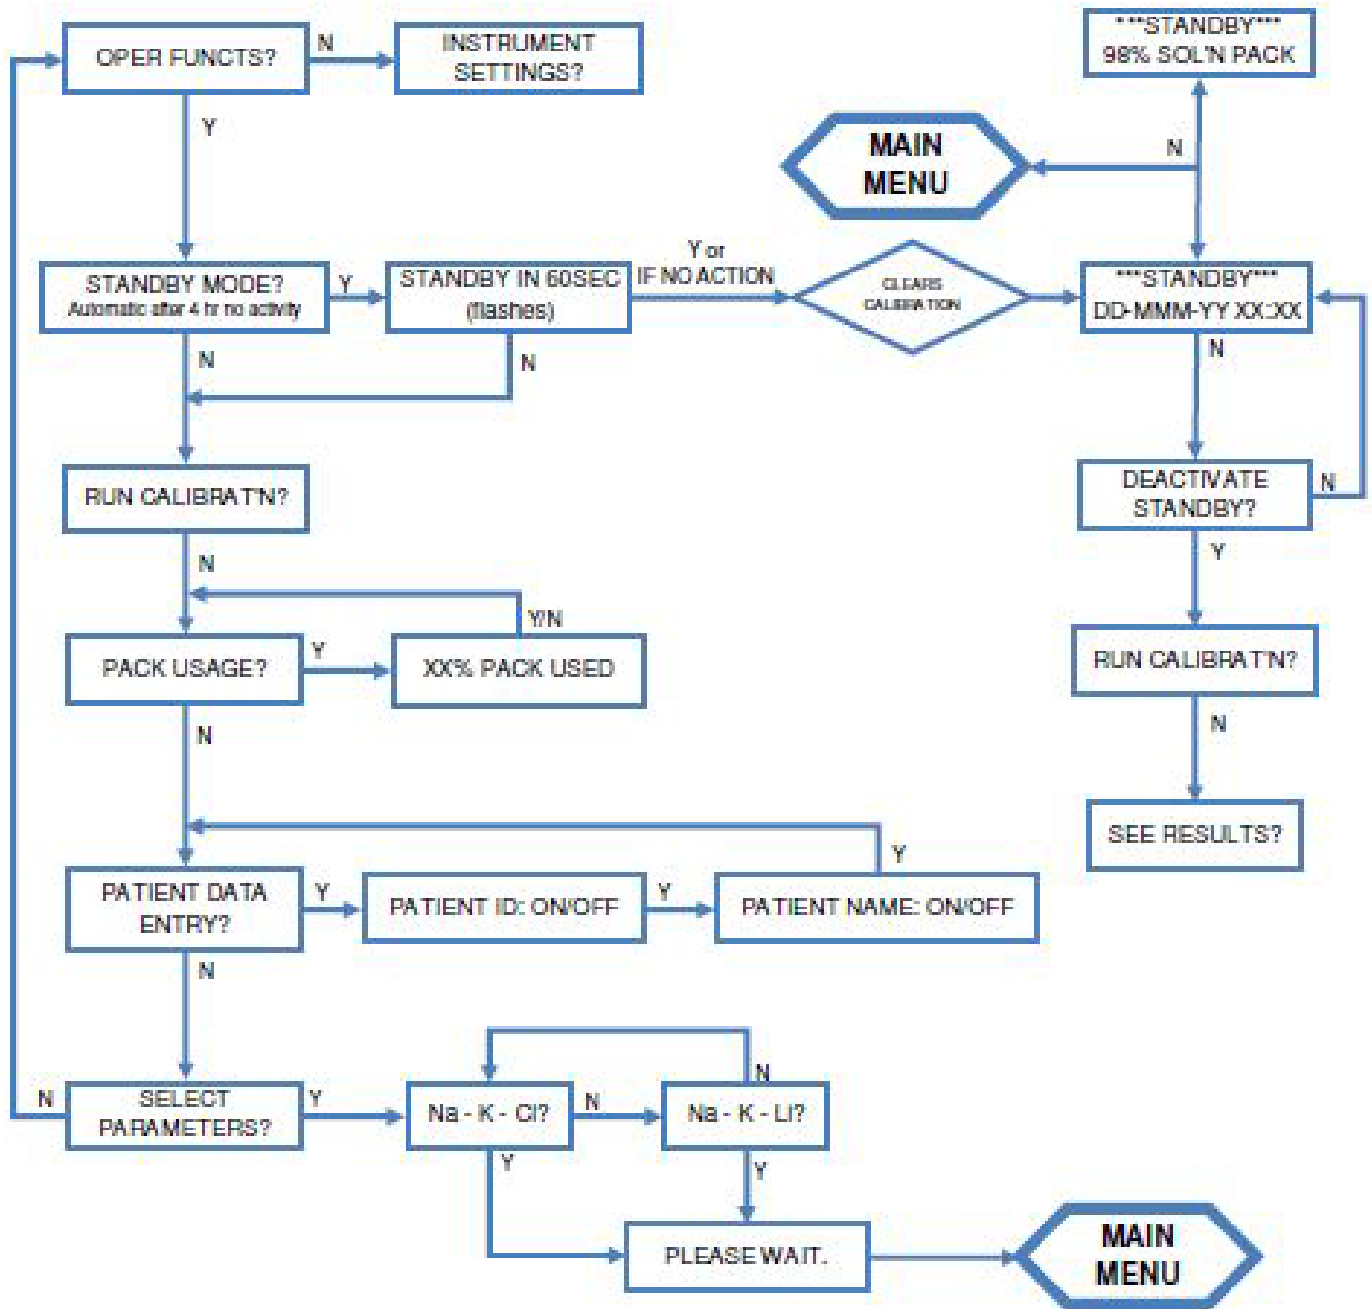 OPER FUNCTS?
N
INSTRUMENT
SETTINGS?
***STANDBY***
98% SOL'N PACK
Y
MAIN
MENU
N
STANDBY MODE?
Automatic after 4 hr no activity
Y
STANDBY IN 60SEC
(flashes)
Y or
IF NO ACTION
CLEARS
CALIBRATION
***STANDBY***
DD-MMM-YY XX:XX
N
N
N
RUN CALIBRAT'N?
DEACTIVATE
STANDBY?
N
N
Y
Y/N
PACK USAGE?
Y
XX% PACK USED
RUN CALIBRAT'N?
N
N
SEE RESULTS?
Y
PATIENT DATA
ENTRY?
Y
PATIENT ID: ON/OFF
Y
PATIENT NAME: ON/OFF
N
N
SELECT
PARAMETERS?
Y
Na - K - Cl?
N
N
Na - K - Li?
Y
Y
PLEASE WAIT.
MAIN
MENU